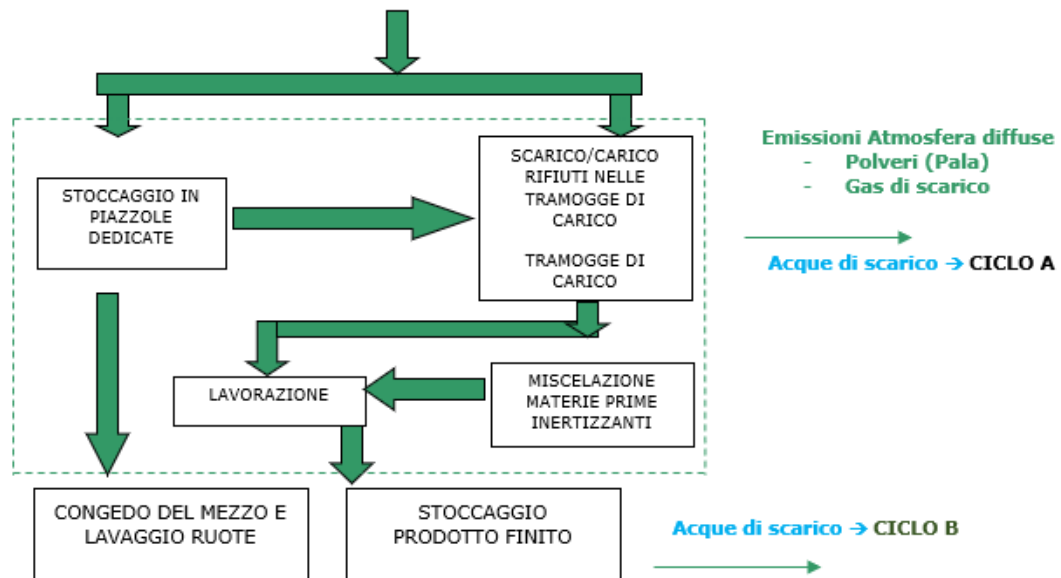 Emissioni Atmosfera diffuse
- Polveri (Pala)
- Gas di scarico
SCARICO/CARICO
RIFIUTI NELLE
TRAMOGGE DI
CARICO
TRAMOGGE DI
CARICO
STOCCAGGIO IN
PIAZZOLE
DEDICATE
Acque di scarico → CICLO A
LAVORAZIONE
MISCELAZIONE
MATERIE PRIME
INERTIZZANTI
CONGEDO DEL MEZZO E
LAVAGGIO RUOTE
STOCCAGGIO
PRODOTTO FINITO
Acque di scarico → CICLO B